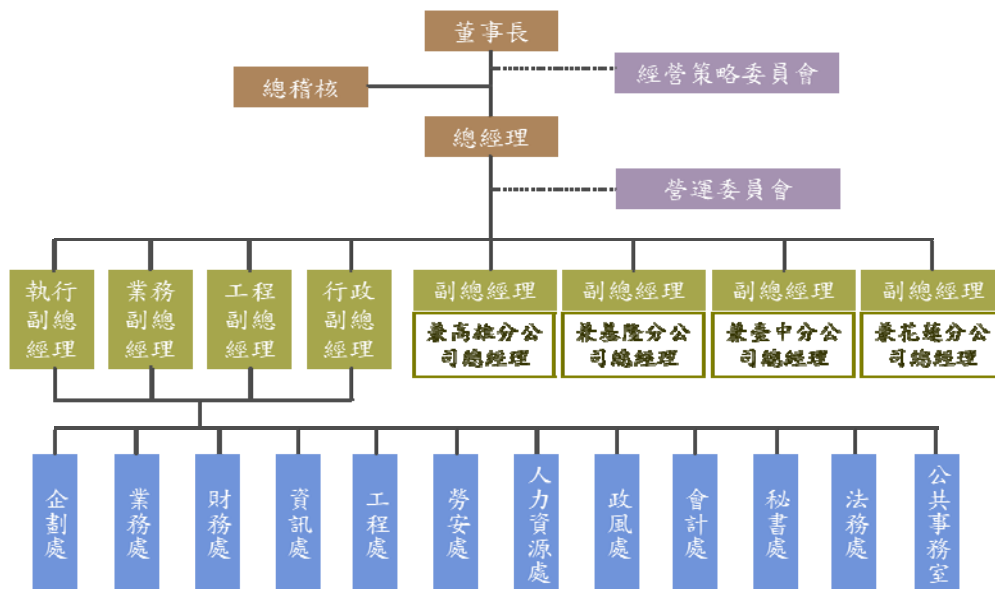 董事長
經營策略委員會
總稽核
總經理
營運委員會
執行
副總
經理
業務
副總
經理
工程
副總
經理
行政
副總
經理
副總經理
兼高雄分公
司總經理
副總經理
兼基隆分公
司總經理
副總經理
兼臺中分公
司總經理
副總經理
兼花蓮分公
司總經理
企劃處
業務處
財務處
資訊處
工程處
勞安處
人力資源處
政風處
會計處
秘書處
法務處
公共事務室